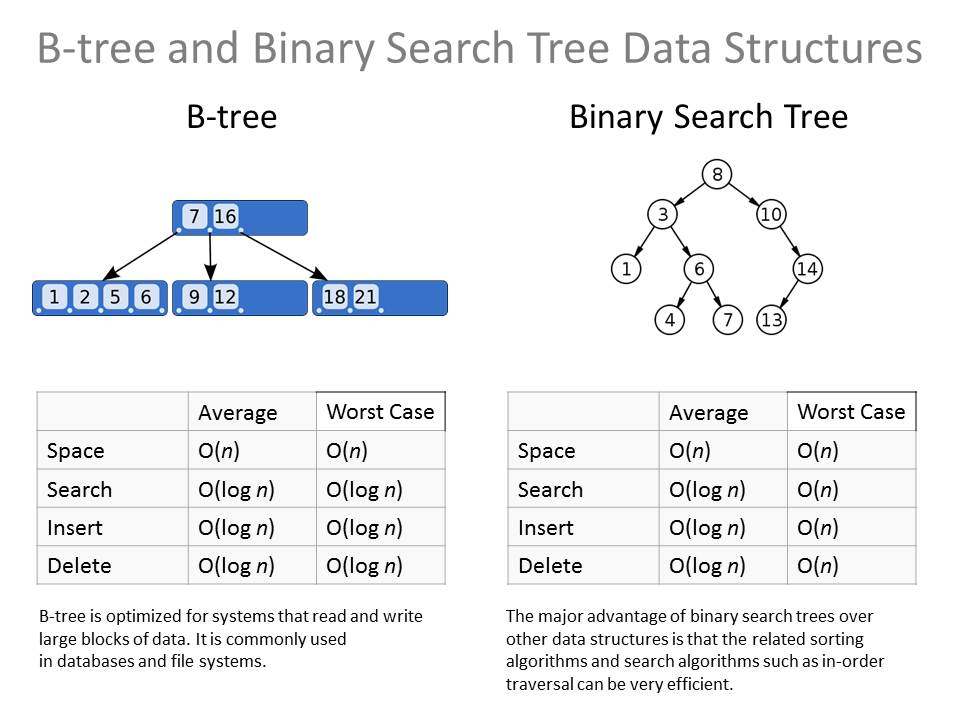 B-tree and Binary Search Tree Data Structures
B-tree
7 16
1 2 5 6 9 12 18 21
Average Worst Case
Space O(n) O(n)
Search O(log n) O(log n)
Insert O(log n) O(log n)
Delete O(log n) O(log n)
B-tree is optimized for systems that read and write
large blocks of data. It is commonly used
in databases and file systems.
Binary Search Tree
8
3 10
1 6 14
4 7 13
Average Worst Case
Space O(n) O(n)
Search O(log n) O(n)
Insert O(log n) O(n)
Delete O(log n) O(n)
The major advantage of binary search trees over
other data structures is that the related sorting
algorithms and search algorithms such as in-order
traversal can be very efficient.